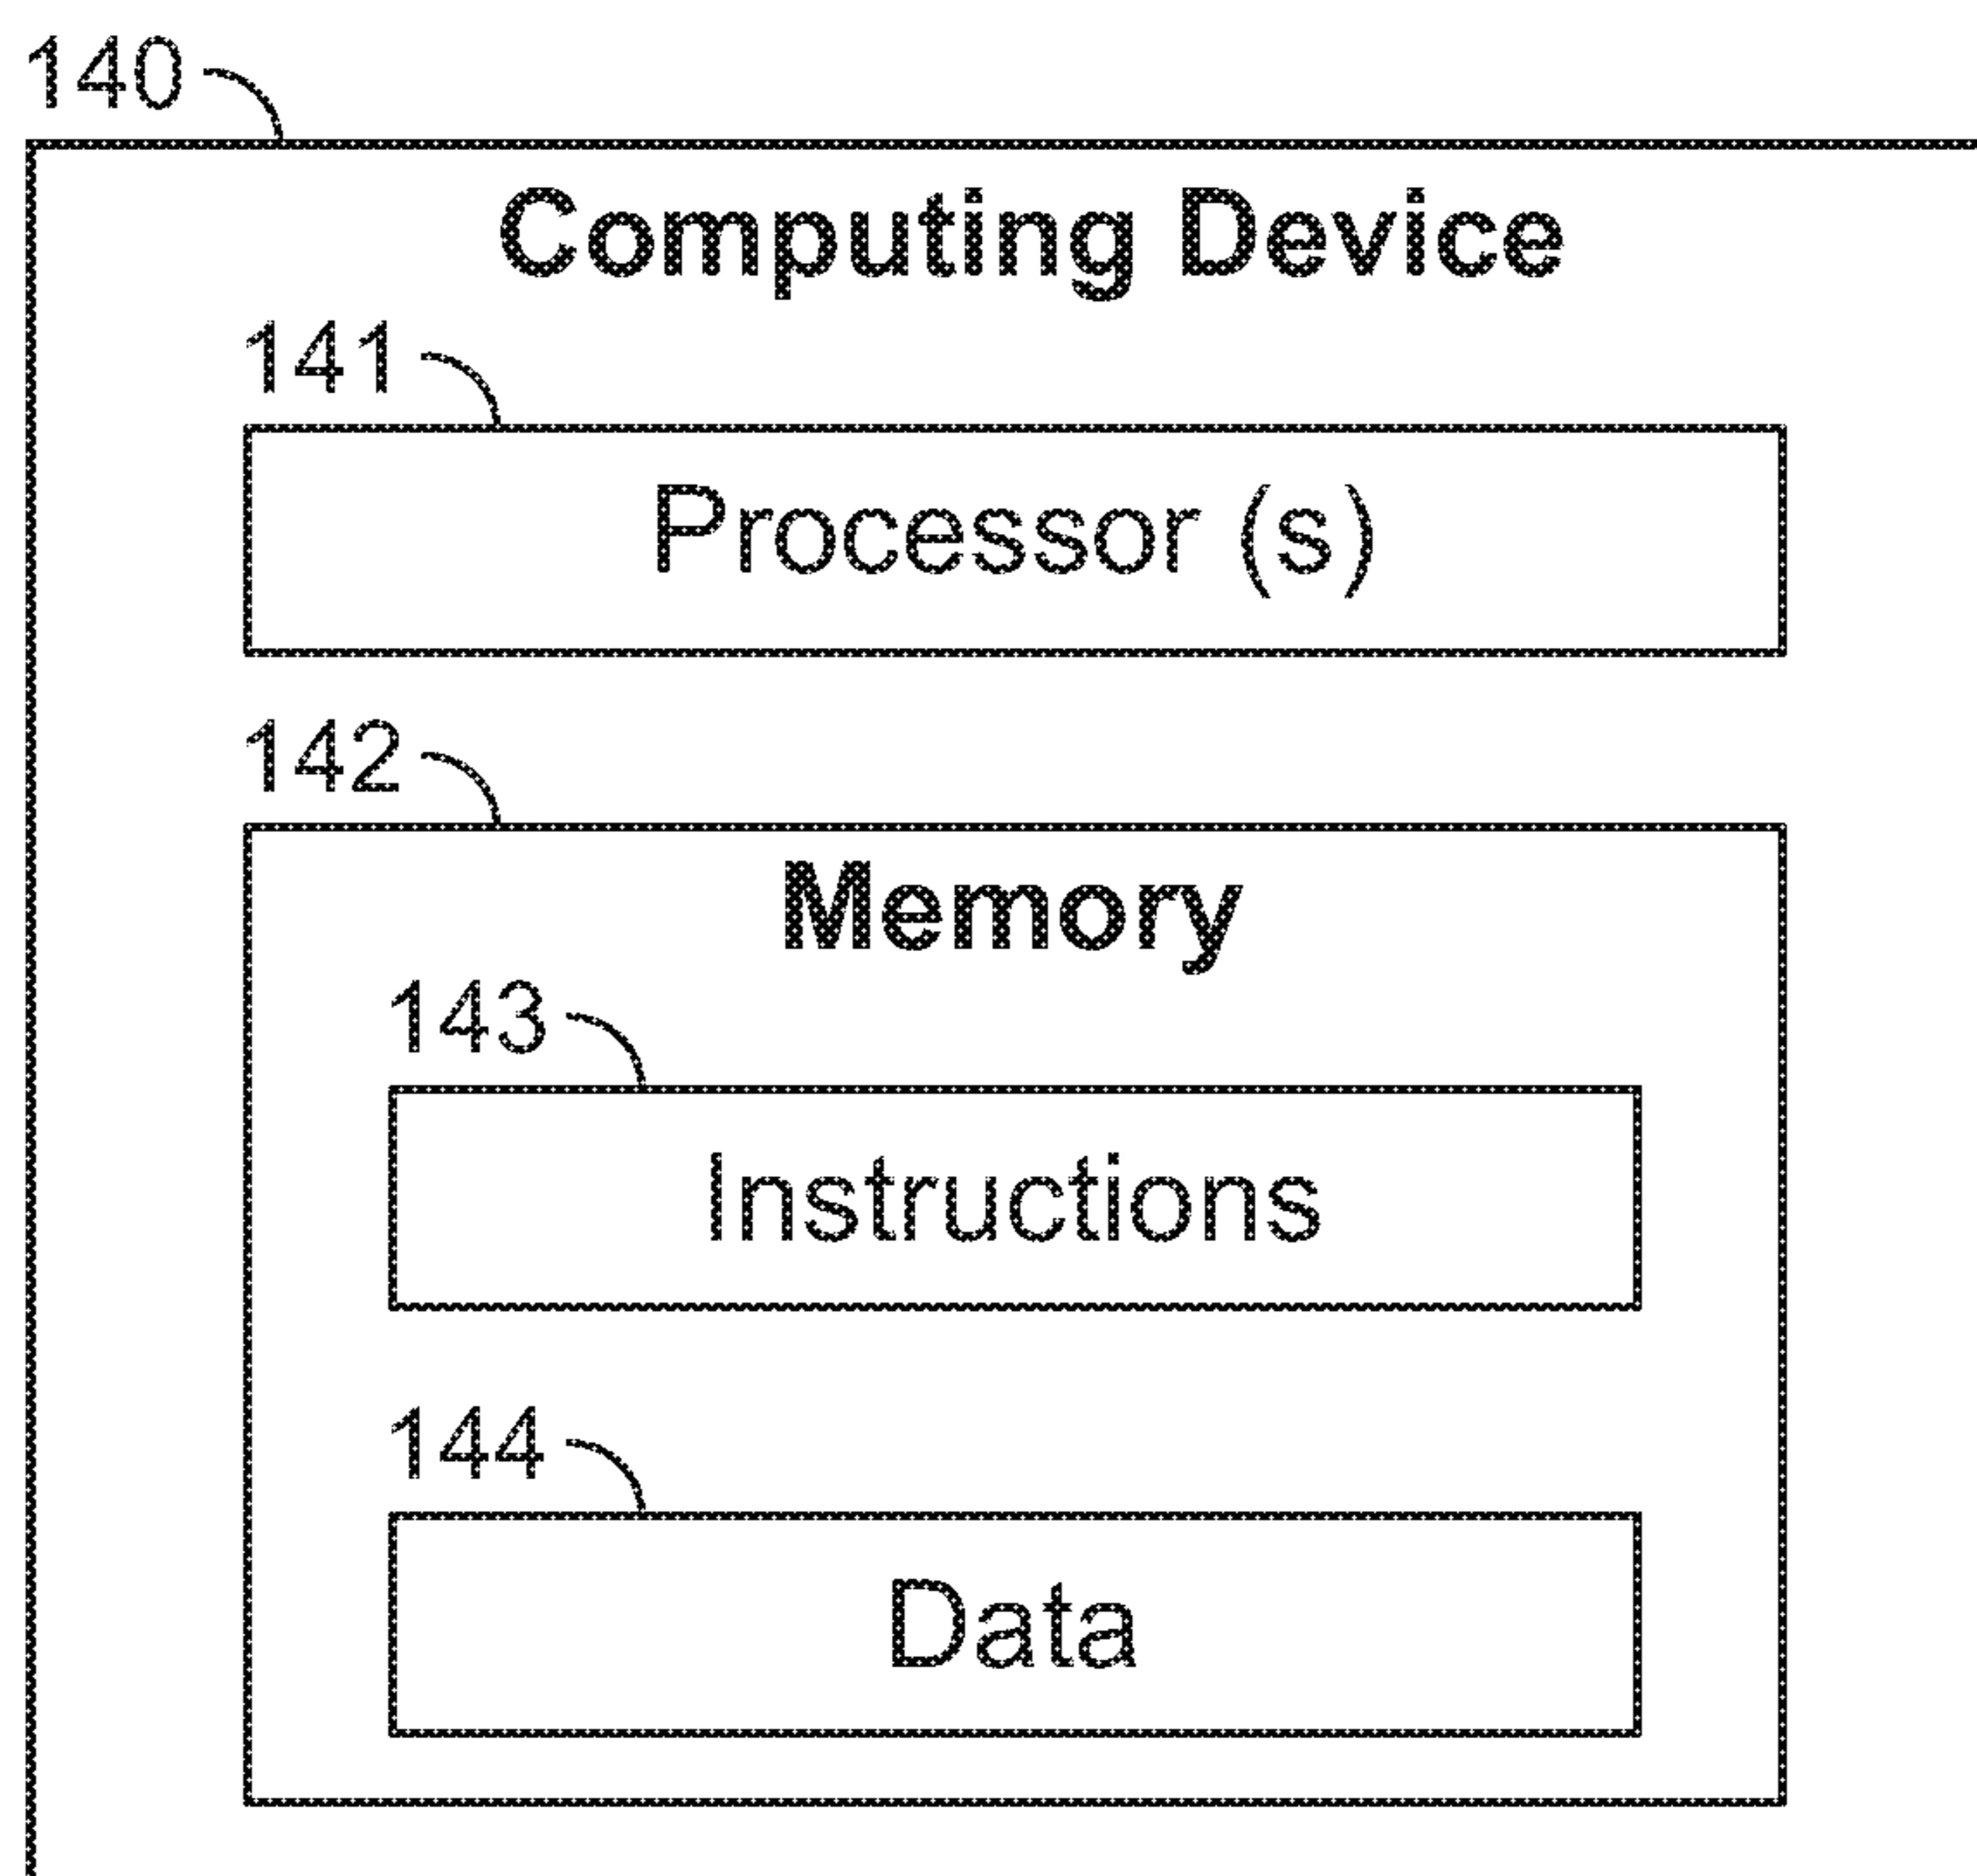 140
Computing Device
141
Processor (s)
142
Memory
143
Instructions
144
Data